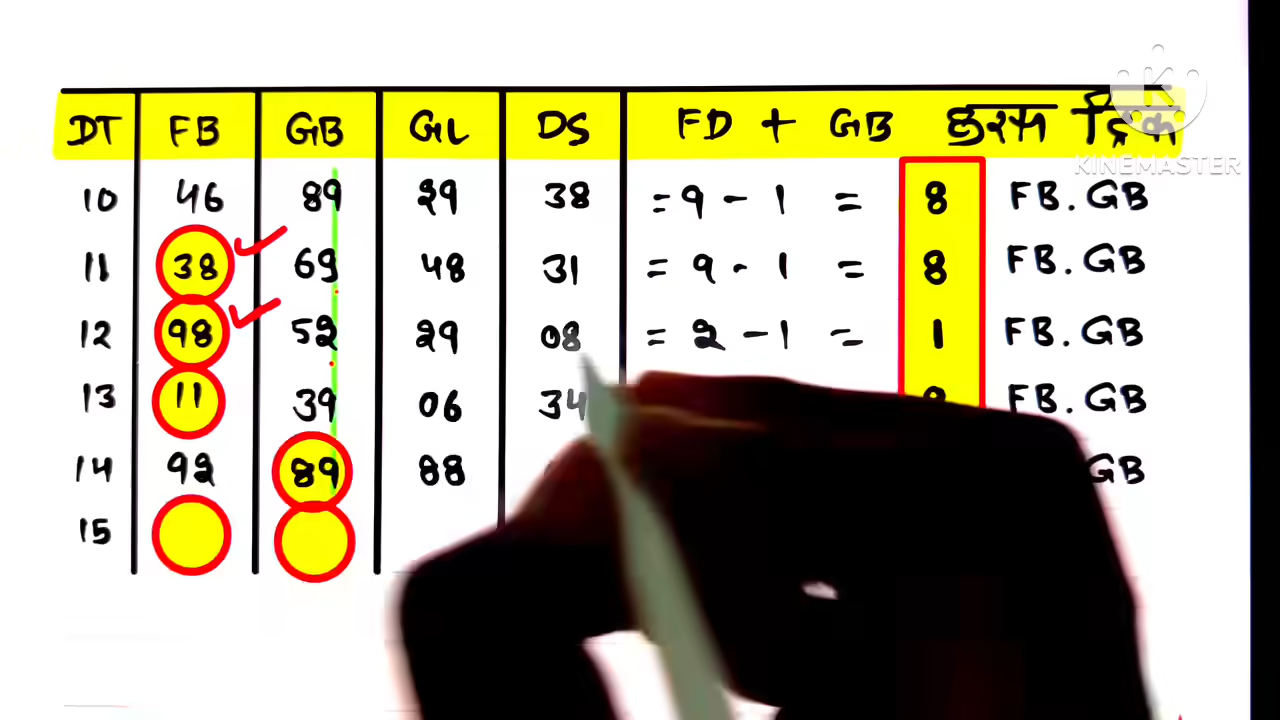 DT FB GB GL DS FD + GB हरूफ ट्रिक
KINEMASTER
10 46 89 29 38 = 9 - 1 = 8 FB. GB
11 38 69 48 31 = 9 - 1 = 8 FB. GB
12 98 52 29 08 = 2 - 1 = 1 FB. GB
13 11 39 06 34 FB. GB
14 92 89 88 GB
15